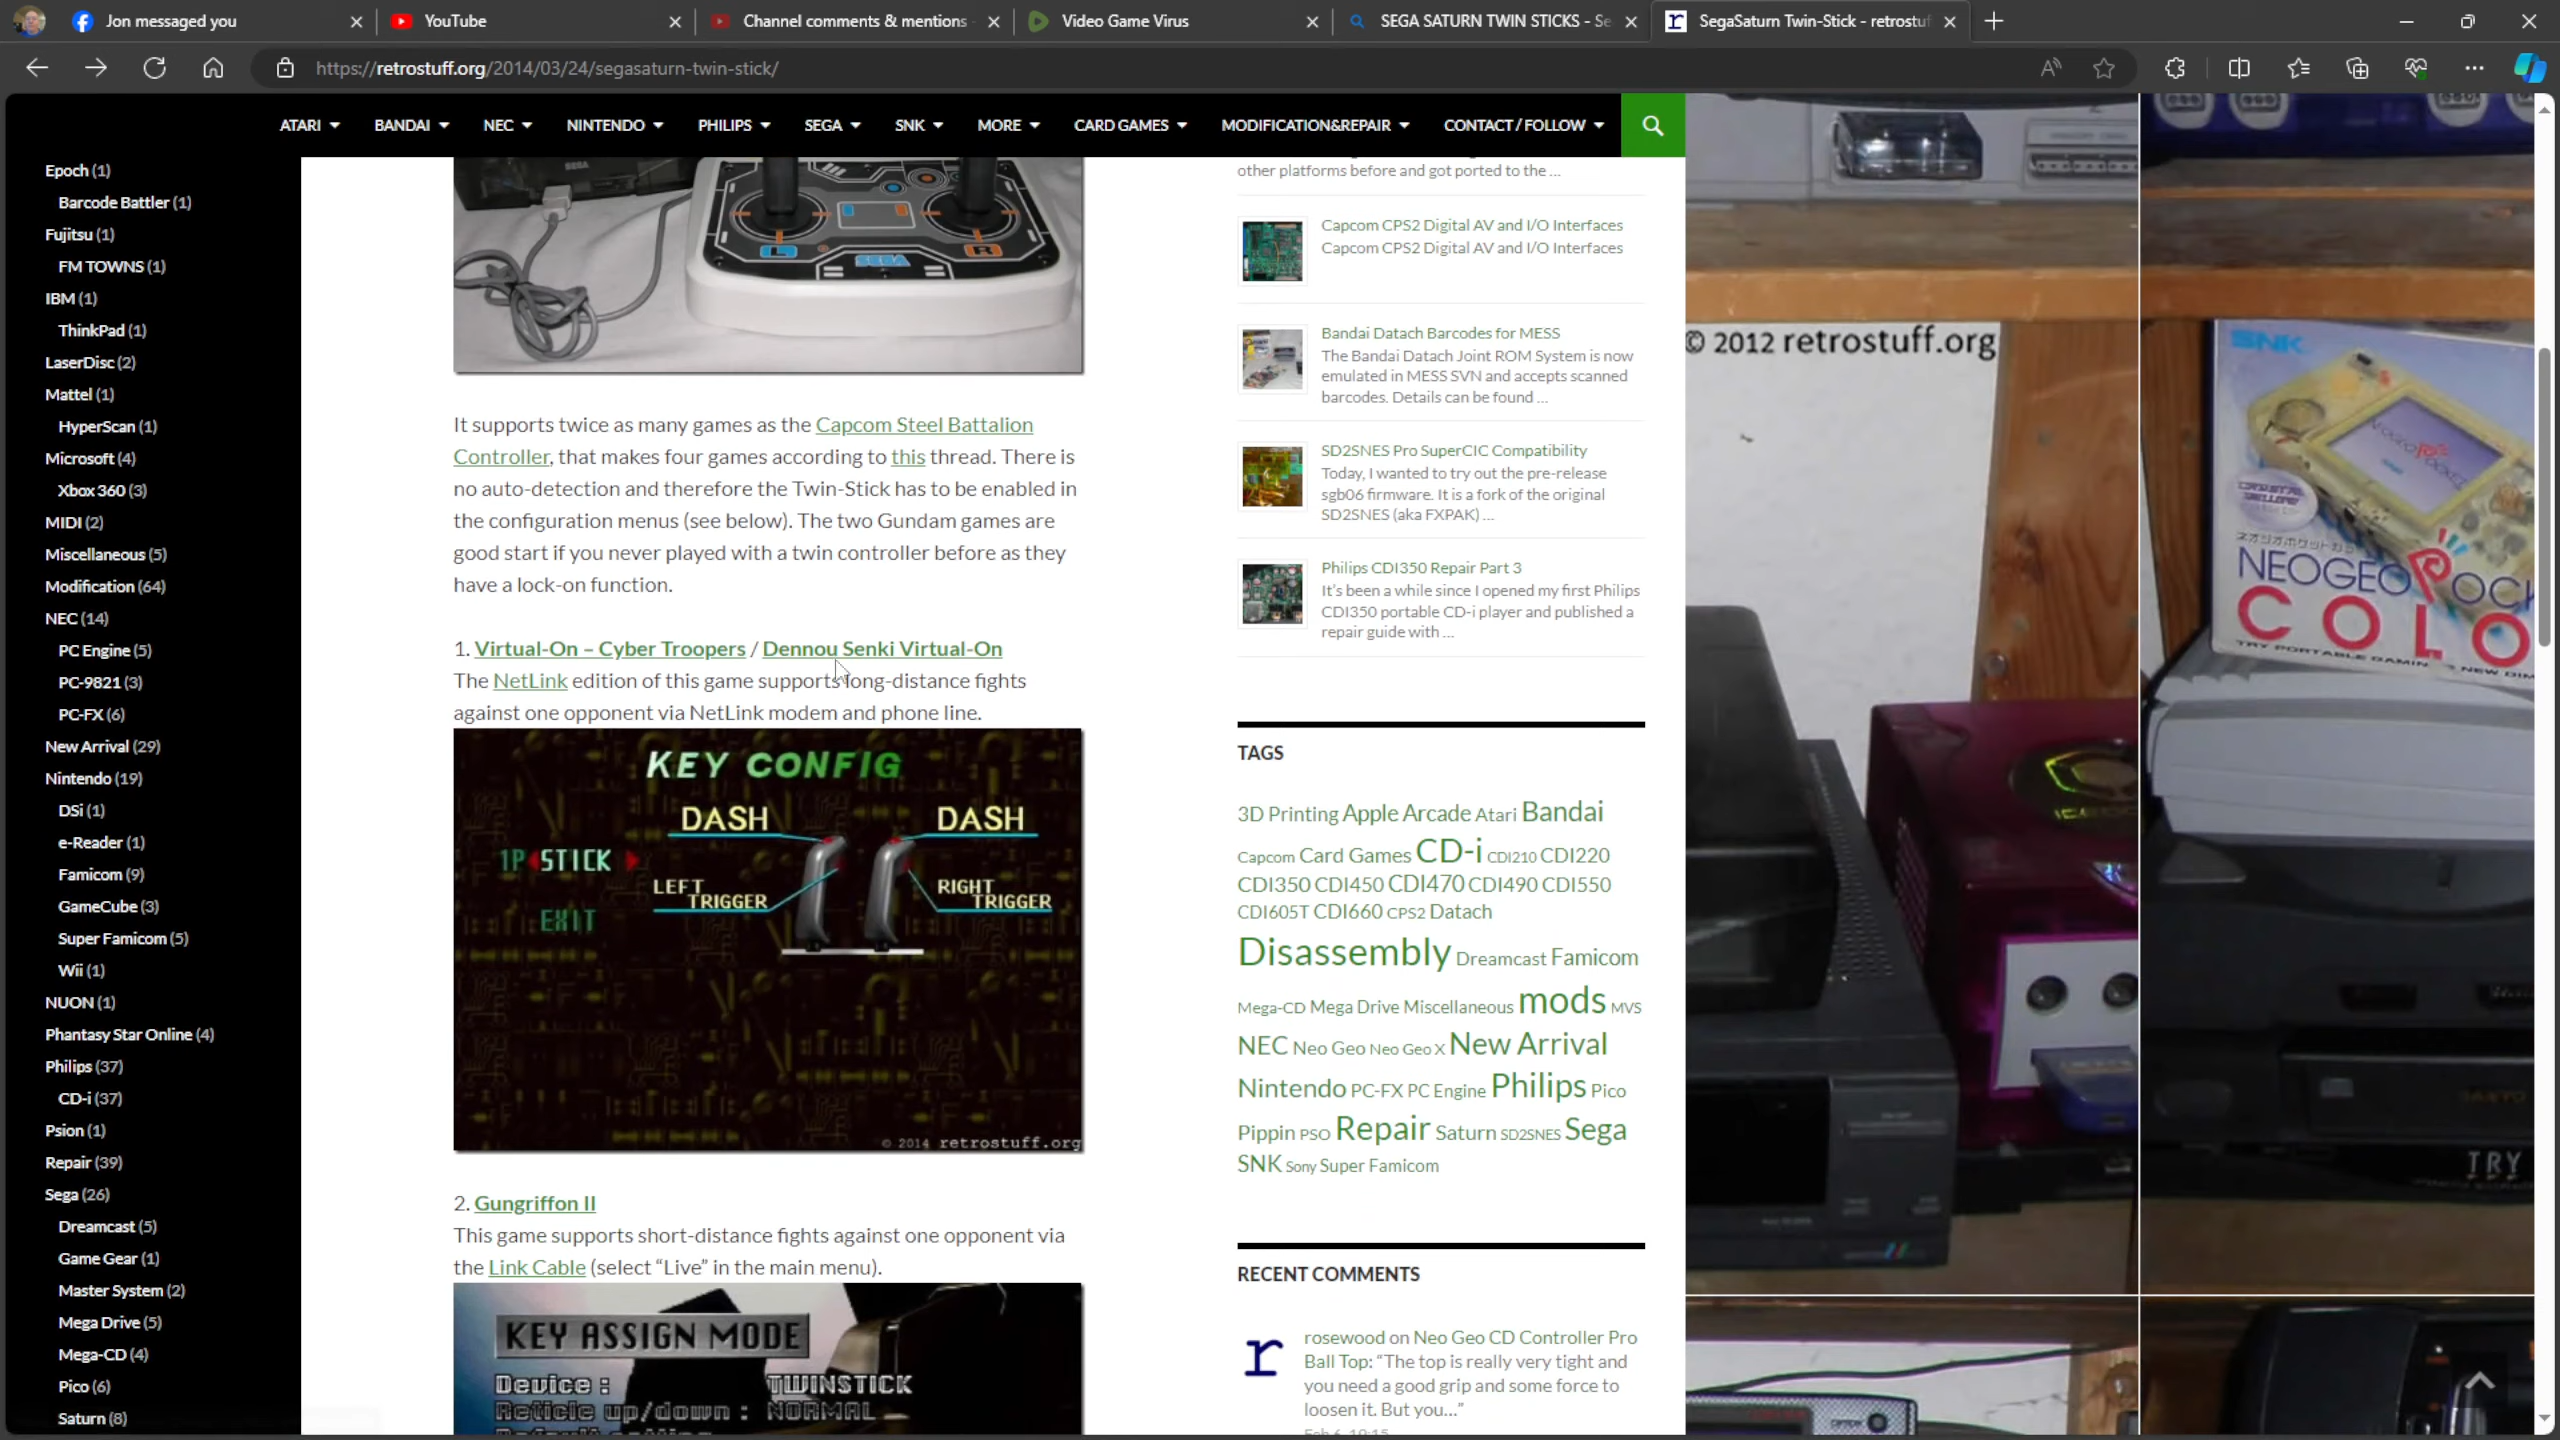 Jon messaged you
YouTube
Channel comments & mentions
Video Game Virus
SEGA SATURN TWIN STICKS - Se
SegaSaturn Twin-Stick - retrostuf
https://retrostuff.org/2014/03/24/segasaturn-twin-stick/
ATARI BANDAI NEC NINTENDO PHILIPS SEGA SNK MORE CARD GAMES MODIFICATION&REPAIR CONTACT / FOLLOW
Epoch (1)
Barcode Battler (1)
Fujitsu (1)
FM TOWNS (1)
IBM (1)
ThinkPad (1)
LaserDisc (2)
Mattel (1)
HyperScan (1)
Microsoft (4)
Xbox 360 (3)
MIDI (2)
Miscellaneous (5)
Modification (64)
NEC (14)
PC Engine (5)
PC-9821 (3)
PC-FX (6)
New Arrival (29)
Nintendo (19)
DSi (1)
e-Reader (1)
Famicom (9)
GameCube (3)
Super Famicom (5)
Wii (1)
NUON (1)
Phantasy Star Online (4)
Philips (37)
CD-i (37)
Psion (1)
Repair (39)
Sega (26)
Dreamcast (5)
Game Gear (1)
Master System (2)
Mega Drive (5)
Mega-CD (4)
Pico (6)
Saturn (8)
SEGA
L
R
SEGA
It supports twice as many games as the Capcom Steel Battalion
Controller, that makes four games according to this thread. There is
no auto-detection and therefore the Twin-Stick has to be enabled in
the configuration menus (see below). The two Gundam games are
good start if you never played with a twin controller before as they
have a lock-on function.
1. Virtual-On – Cyber Troopers / Dennou Senki Virtual-On
The NetLink edition of this game supports long-distance fights
against one opponent via NetLink modem and phone line.
KEY CONFIG
DASH DASH
1P STICK
LEFT TRIGGER
RIGHT TRIGGER
EXIT
© 2014 retrostuff.org
2. Gungriffon II
This game supports short-distance fights against one opponent via
the Link Cable (select “Live” in the main menu).
KEY ASSIGN MODE
Device : TWINSTICK
Reticle up/down : NORMAL
other platforms before and got ported to the ...
Capcom CPS2 Digital AV and I/O Interfaces
Capcom CPS2 Digital AV and I/O Interfaces
Bandai Datach Barcodes for MESS
The Bandai Datach Joint ROM System is now
emulated in MESS SVN and accepts scanned
barcodes. Details can be found ...
SD2SNES Pro SuperCIC Compatibility
Today, I wanted to try out the pre-release
sgb06 firmware. It is a fork of the original
SD2SNES (aka FXPAK) ...
Philips CDI350 Repair Part 3
It’s been a while since I opened my first Philips
CDI350 portable CD-i player and published a
repair guide with ...
TAGS
3D Printing Apple Arcade Atari Bandai
Capcom Card Games CD-i CDI210 CDI220
CDI350 CDI450 CDI470 CDI490 CDI550
CDI605T CDI660 CPS2 Datach
Disassembly Dreamcast Famicom
Mega-CD Mega Drive Miscellaneous mods MVS
NEC Neo Geo Neo Geo X New Arrival
Nintendo PC-FX PC Engine Philips Pico
Pippin PSO Repair Saturn SD2SNES Sega
SNK Sony Super Famicom
RECENT COMMENTS
rosewood on Neo Geo CD Controller Pro
Ball Top: “The top is really very tight and
you need a good grip and some force to
loosen it. But you...”
© 2012 retrostuff.org
SNK
CRYSTAL
NEOGEO POCK
COLO
TRY PORTABLE GAMING
SANYO
TRY